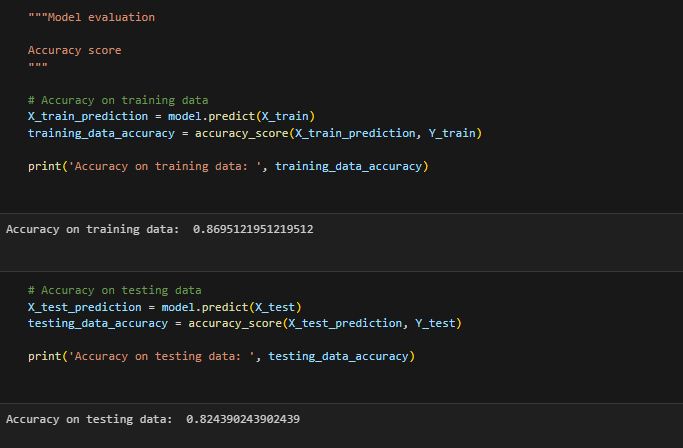 """Model evaluation
Accuracy score
"""
# Accuracy on training data
X_train_prediction = model.predict(X_train)
training_data_accuracy = accuracy_score(X_train_prediction, Y_train)
print('Accuracy on training data: ', training_data_accuracy)
Accuracy on training data:  0.8695121951219512
# Accuracy on testing data
X_test_prediction = model.predict(X_test)
testing_data_accuracy = accuracy_score(X_test_prediction, Y_test)
print('Accuracy on testing data: ', testing_data_accuracy)
Accuracy on testing data:  0.824390243902439